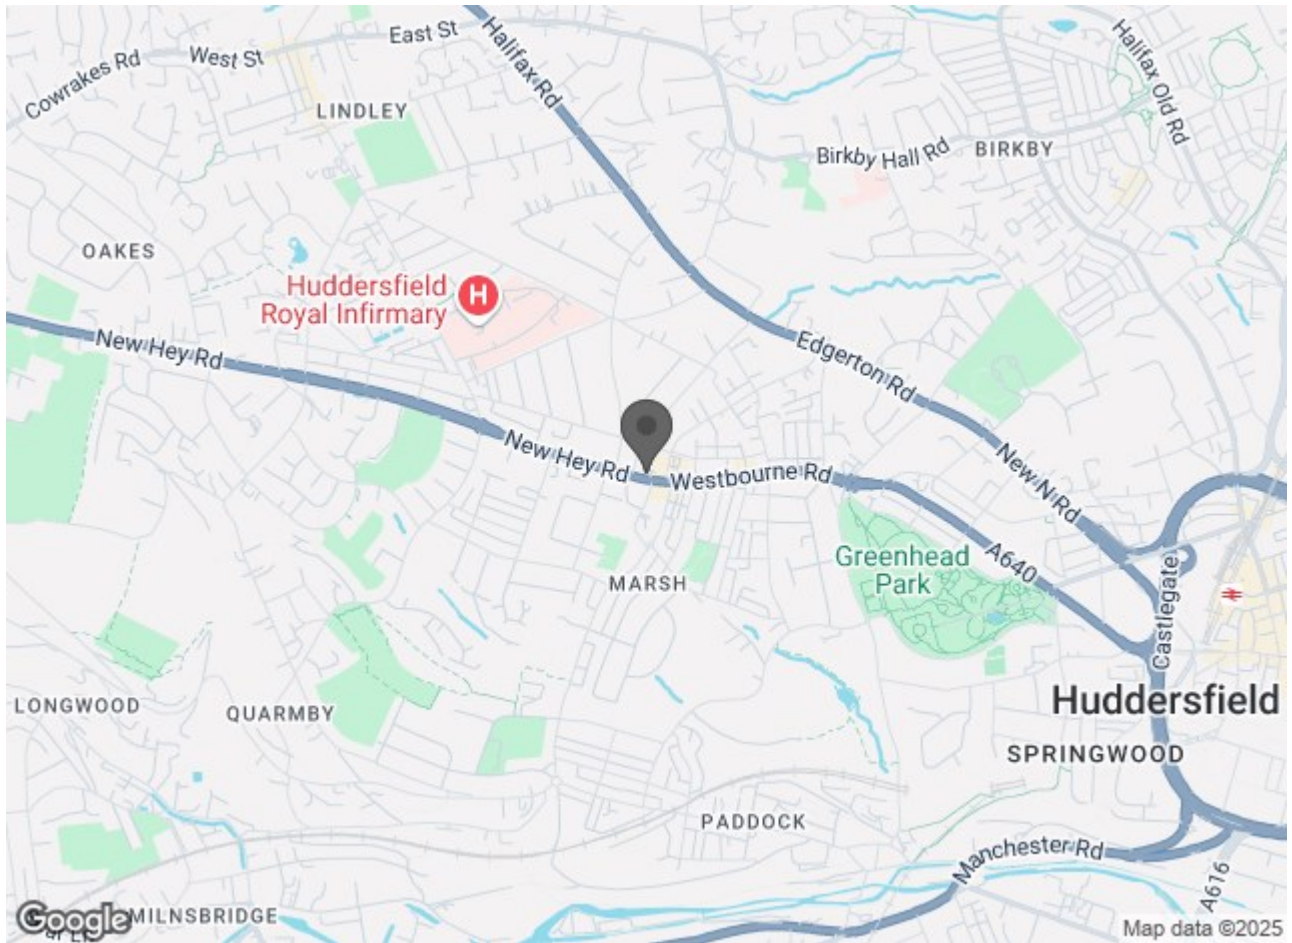 East St
West St
Cowrakes Rd
LINDLEY
Halifax Rd
Halifax Old Rd
Birkby Hall Rd
BIRKBY
OAKES
Huddersfield
Royal Infirmary
H
New Hey Rd
Edgerton Rd
New Hey Rd
Westbourne Rd
New N Rd
Greenhead
Park
A640
MARSH
Castlegate
LONGWOOD
QUARMBY
Huddersfield
SPRINGWOOD
PADDOCK
Manchester Rd
A616
Google
MILNSBRIDGE
Map data ©2025